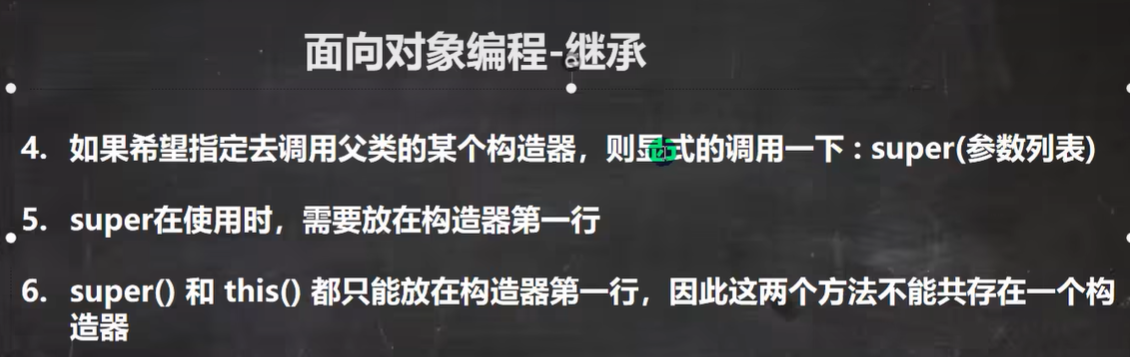 面向对象编程-继承
4. 如果希望指定去调用父类的某个构造器，则显式的调用一下 : super(参数列表)
5. super在使用时，需要放在构造器第一行
6. super() 和 this() 都只能放在构造器第一行，因此这两个方法不能共存在一个构
造器